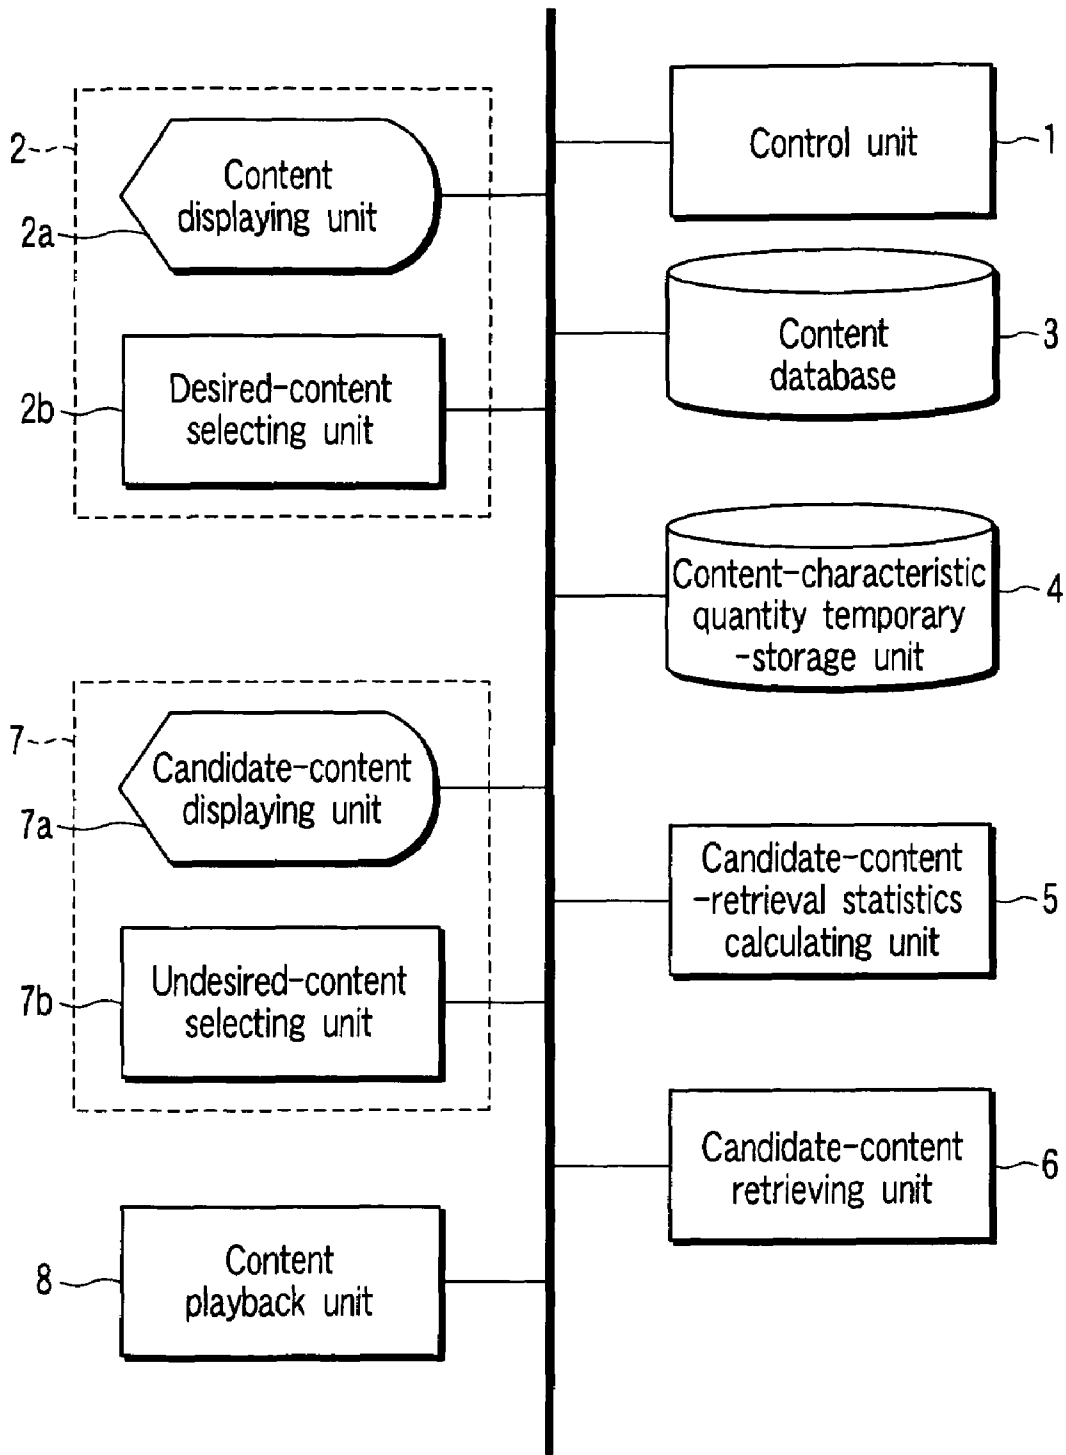 2
Content
displaying unit
2a
Desired-content
selecting unit
2b
7
Candidate-content
displaying unit
7a
Undesired-content
selecting unit
7b
Content
playback unit
8
Control unit
1
Content
database
3
Content-characteristic
quantity temporary
-storage unit
4
Candidate-content
-retrieval statistics
calculating unit
5
Candidate-content
retrieving unit
6